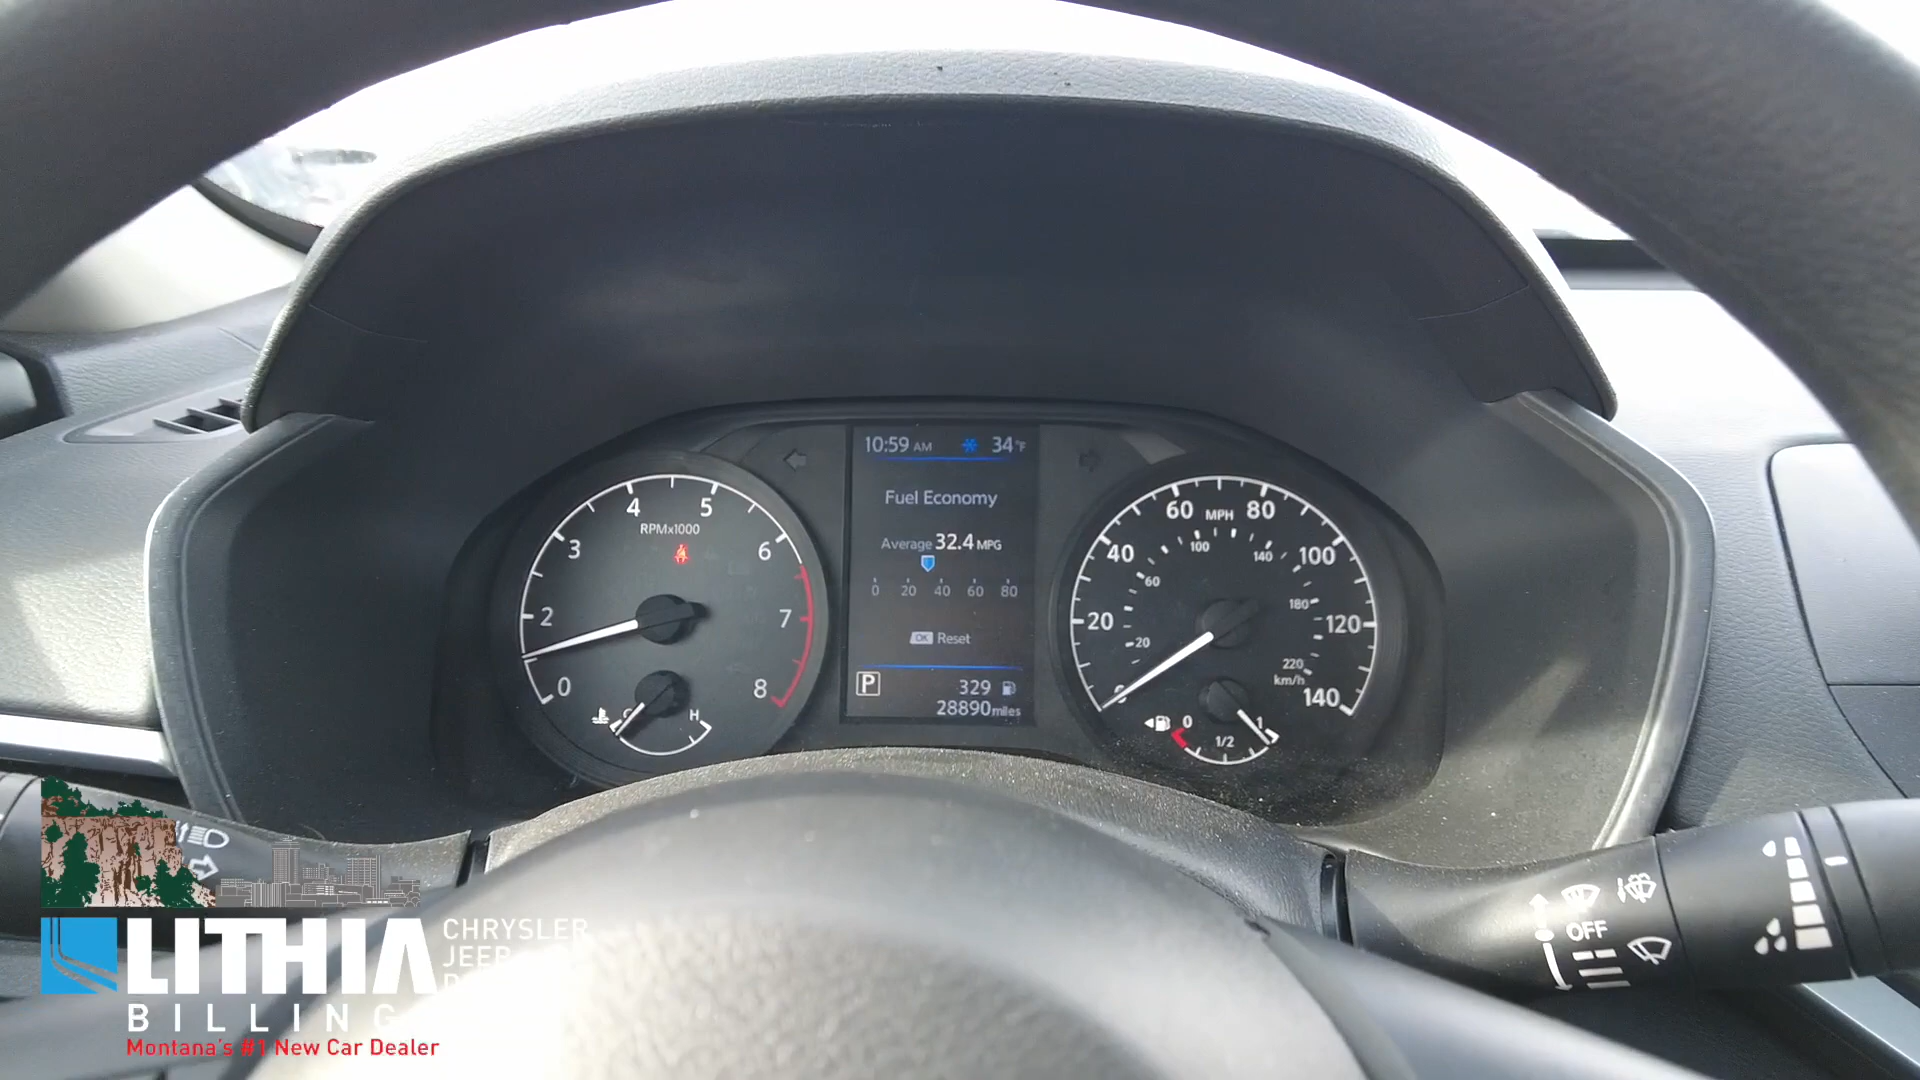 10:59 AM 34°F
Fuel Economy
Average 32.4 MPG
0 20 40 60 80
OK Reset
P 329
28890 miles
0 2 3 4 5 6 7 8
RPMx1000
H
20 40 60 MPH 80 100 120 140
20 60 100 140 180 220
km/h
0 1/2 1
OFF
LITHIA
CHRYSLER
JEEP
BILLING
Montana's #1 New Car Dealer